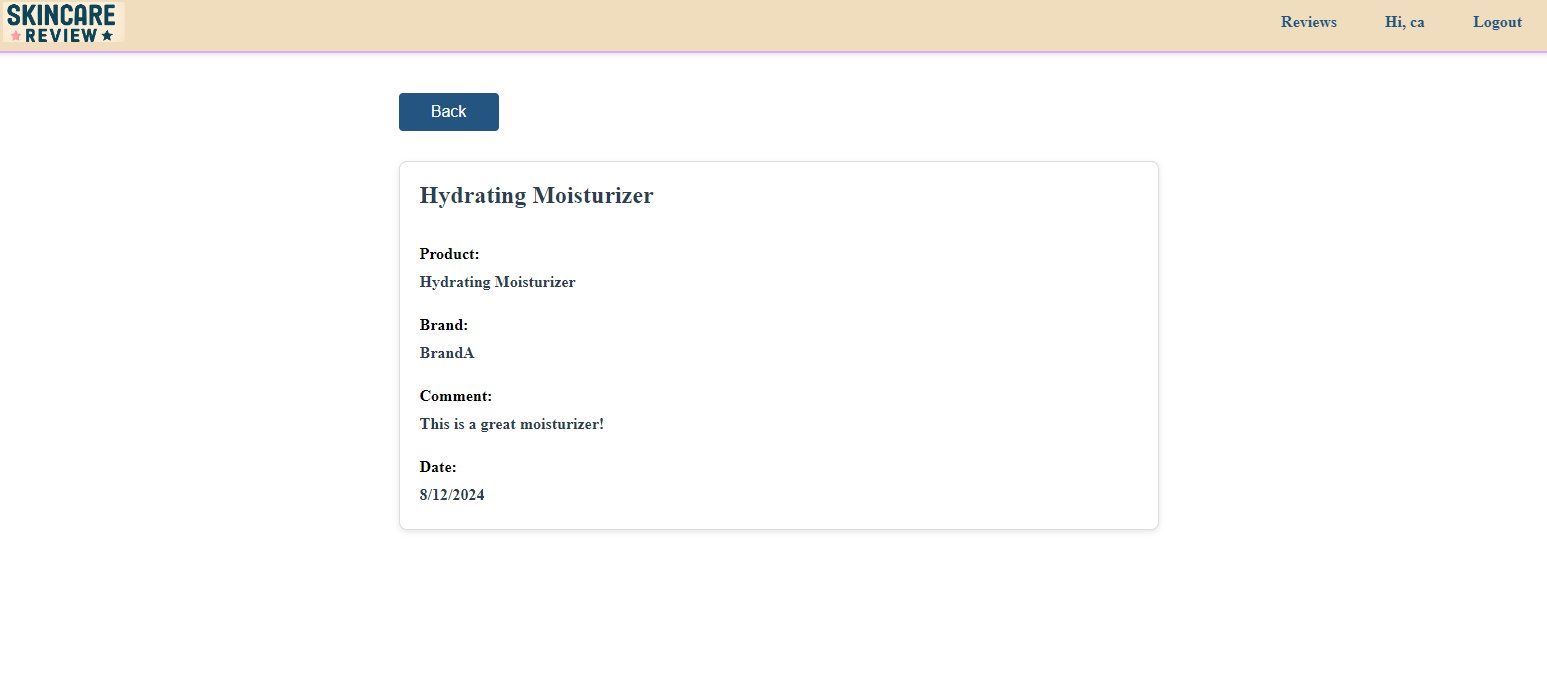 SKINCARE
REVIEW
Reviews
Hi, ca
Logout
Back
Hydrating Moisturizer
Product:
Hydrating Moisturizer
Brand:
BrandA
Comment:
This is a great moisturizer!
Date:
8/12/2024